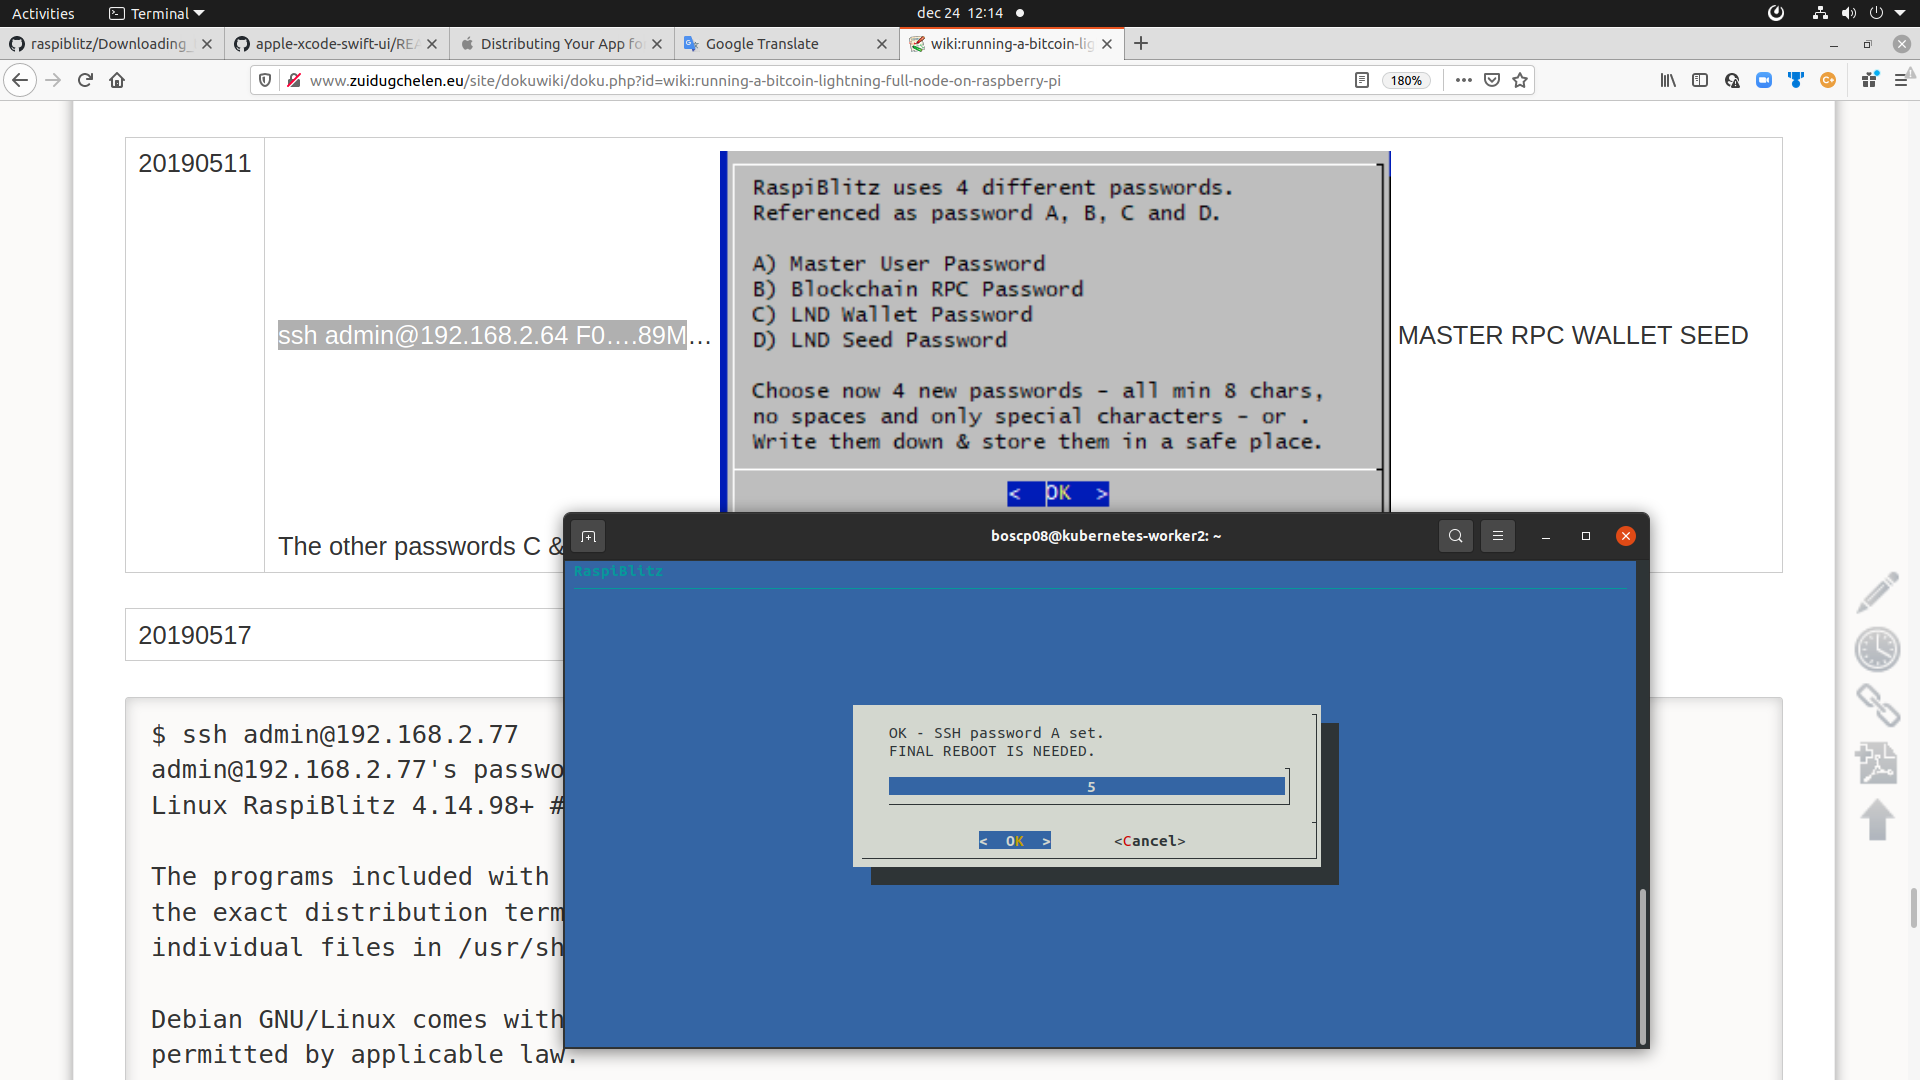 Activities Terminal dec 24 12:14
raspiblitz/Downloading_ apple-xcode-swift-ui/REA Distributing Your App fo Google Translate wiki:running-a-bitcoin-lig
www.zuidugchelen.eu/site/dokuwiki/doku.php?id=wiki:running-a-bitcoin-lightning-full-node-on-raspberry-pi 180%
20190511
RaspiBlitz uses 4 different passwords.
Referenced as password A, B, C and D.
A) Master User Password
B) Blockchain RPC Password
C) LND Wallet Password
D) LND Seed Password
Choose now 4 new passwords - all min 8 chars,
no spaces and only special characters - or .
Write them down & store them in a safe place.
< OK >
ssh admin@192.168.2.64 F0….89M…
MASTER RPC WALLET SEED
The other passwords C &
boscp08@kubernetes-worker2: ~
RaspiBlitz
OK - SSH password A set.
FINAL REBOOT IS NEEDED.
5
< OK > <Cancel>
20190517
$ ssh admin@192.168.2.77
admin@192.168.2.77's passwo
Linux RaspiBlitz 4.14.98+ #
The programs included with
the exact distribution term
individual files in /usr/sh
Debian GNU/Linux comes with
permitted by applicable law.